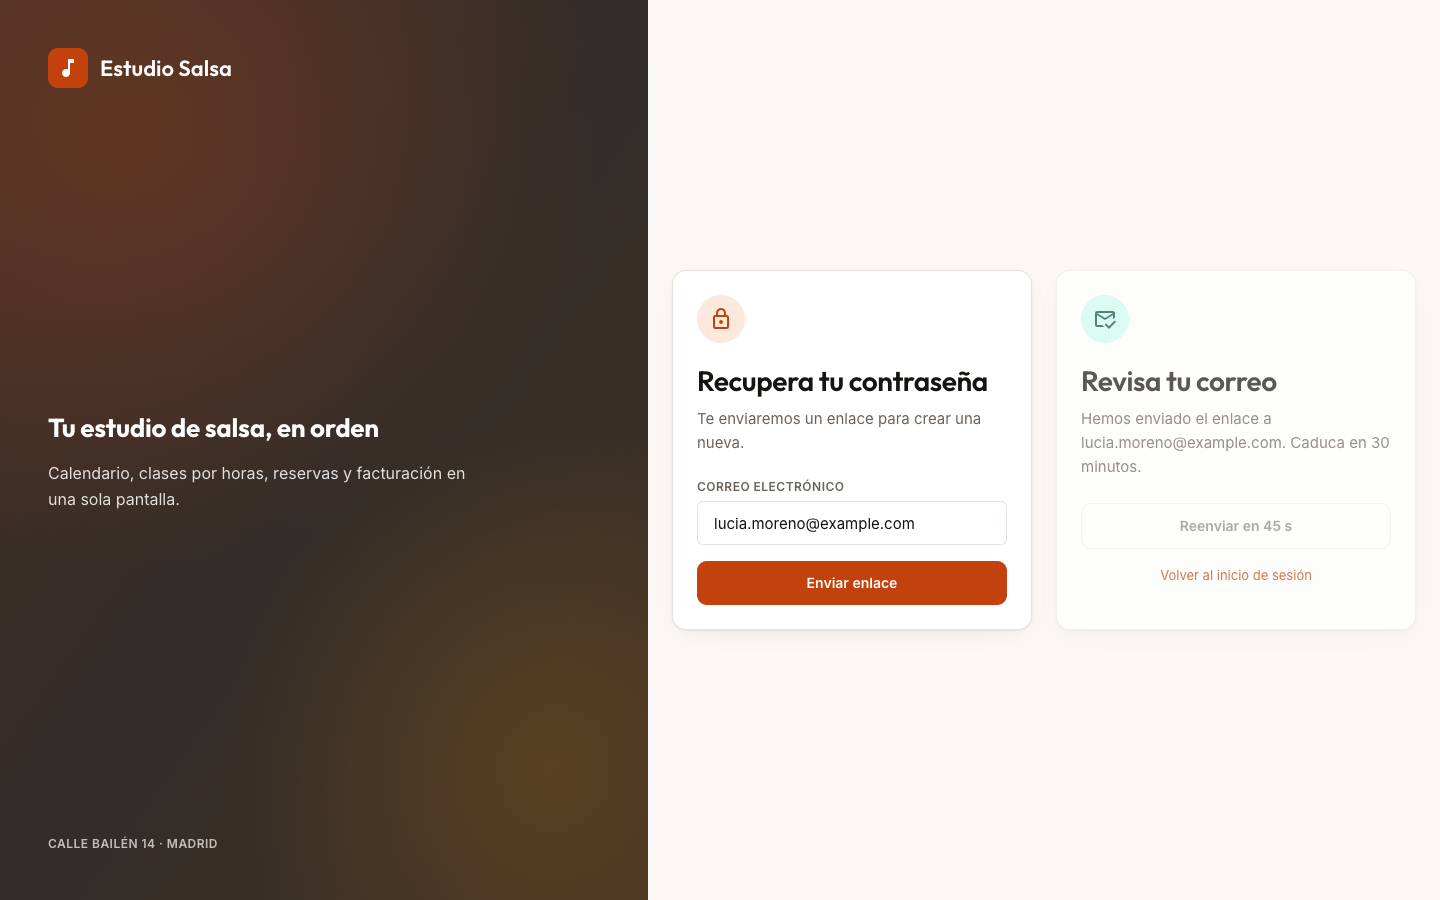 Estudio Salsa
Tu estudio de salsa, en orden
Calendario, clases por horas, reservas y facturación en
una sola pantalla.
CALLE BAILÉN 14 · MADRID
Recupera tu contraseña
Te enviaremos un enlace para crear una
nueva.
CORREO ELECTRÓNICO
lucia.moreno@example.com
Enviar enlace
Revisa tu correo
Hemos enviado el enlace a
lucia.moreno@example.com. Caduca en 30
minutos.
Reenviar en 45 s
Volver al inicio de sesión